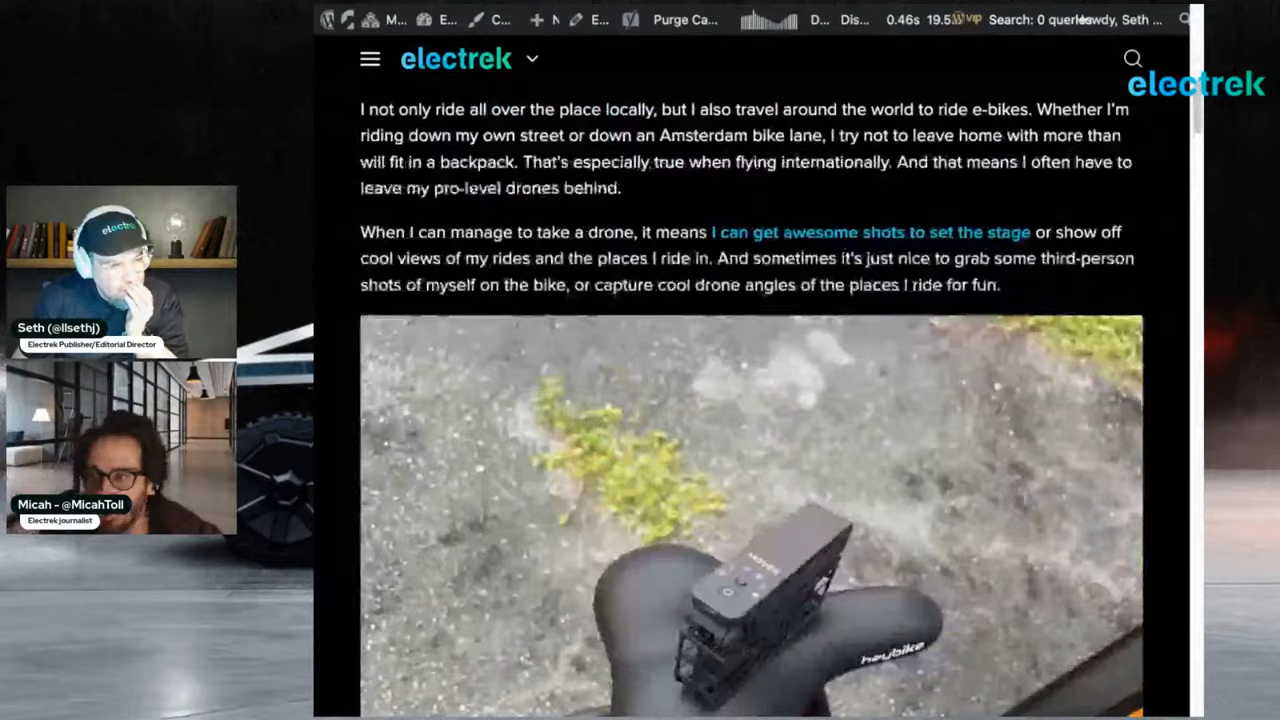 M...
E...
C...
N
E...
Purge Ca...
D...
Dis...
0.46s
19.5
VIP
Search: 0 queries
Howdy, Seth ...
electrek
electrek
I not only ride all over the place locally, but I also travel around the world to ride e-bikes. Whether I'm
riding down my own street or down an Amsterdam bike lane, I try not to leave home with more than
will fit in a backpack. That's especially true when flying internationally. And that means I often have to
leave my pro-level drones behind.
When I can manage to take a drone, it means I can get awesome shots to set the stage or show off
cool views of my rides and the places I ride in. And sometimes it's just nice to grab some third-person
shots of myself on the bike, or capture cool drone angles of the places I ride for fun.
electrek
Seth (@llsethj)
Electrek Publisher/Editorial Director
Micah - @MicahToll
Electrek journalist
heybike